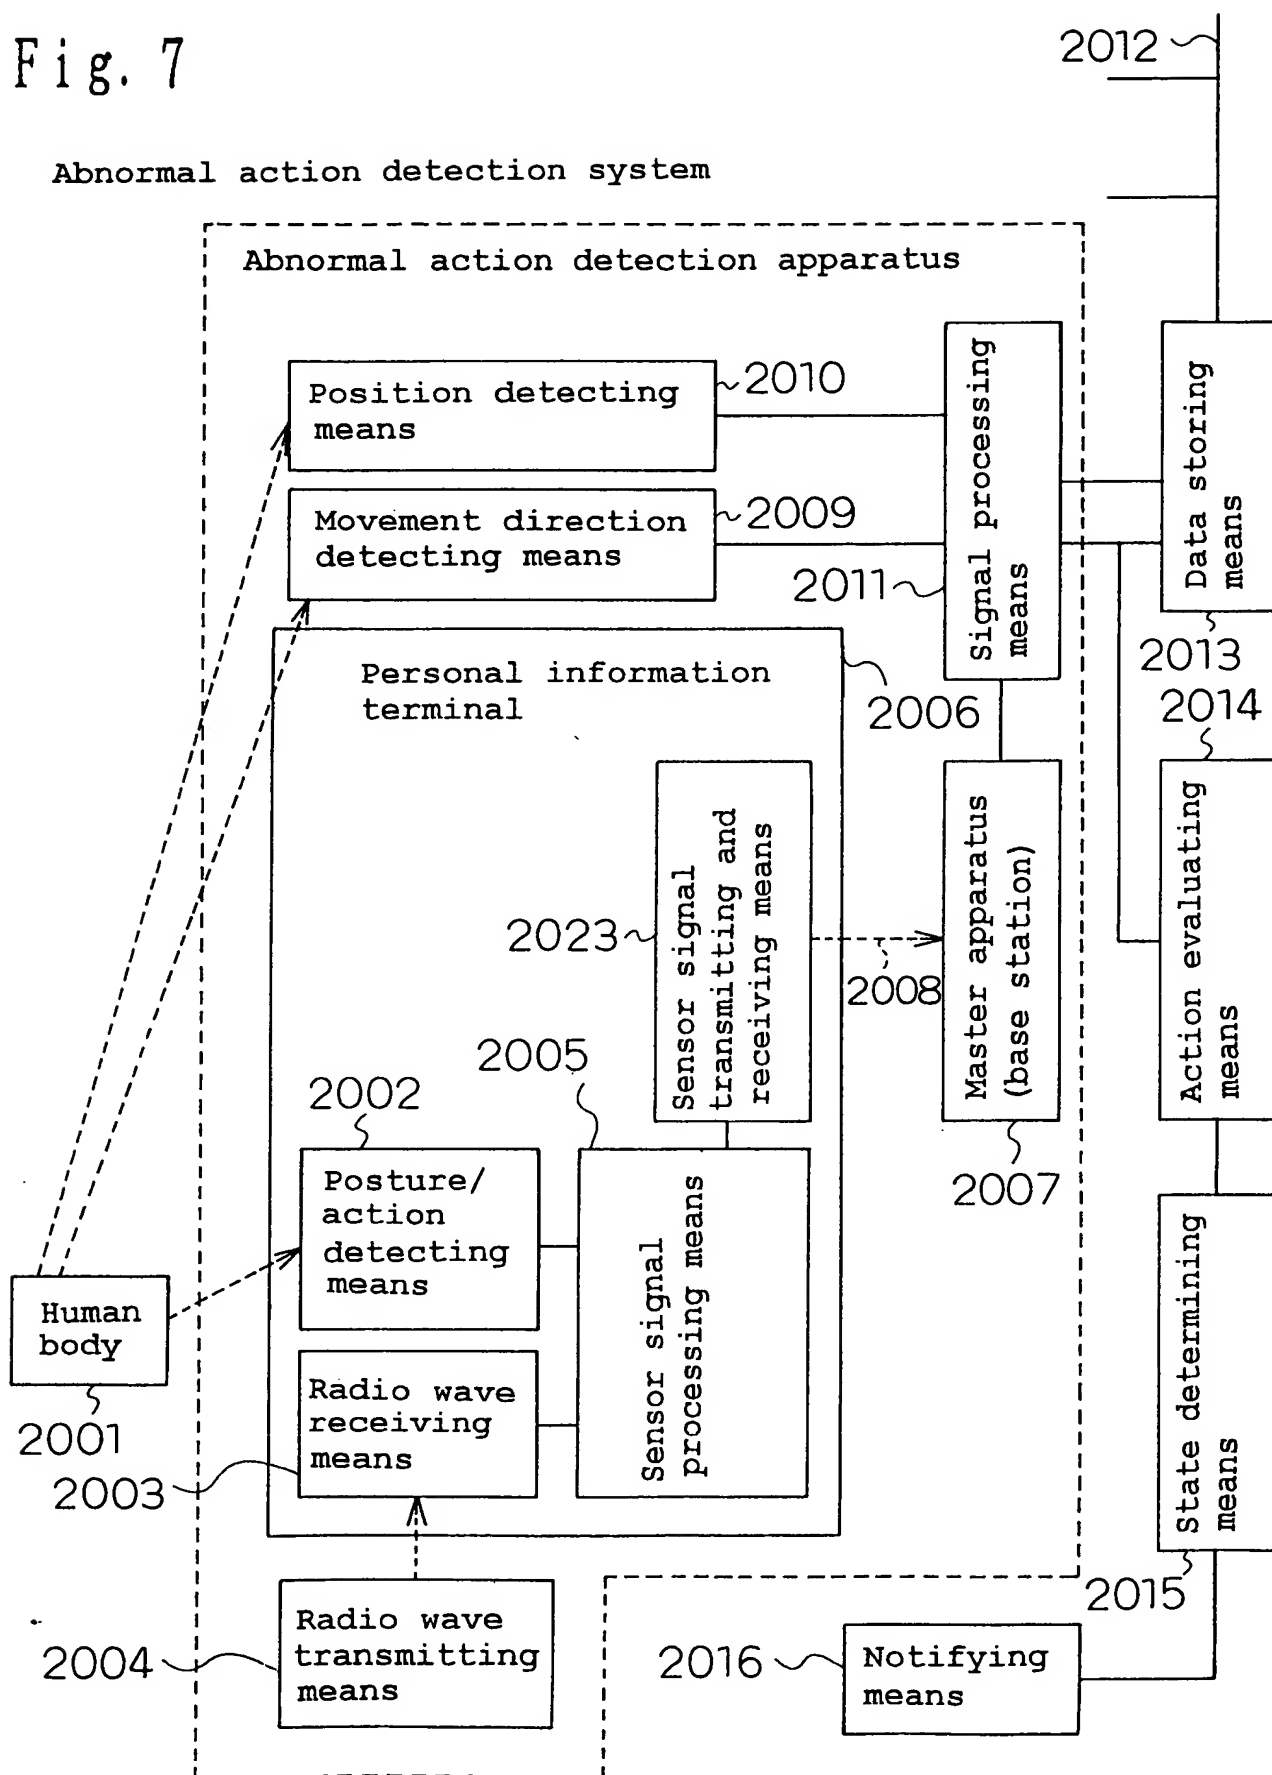 Fig. 7
2012
Abnormal action detection system
Abnormal action detection apparatus
Position detecting
means
2010
Movement direction
detecting means
2009
Signal processing
means
2011
Data storing
means
2013
Personal information
terminal
2006
2014
Sensor signal
transmitting and
receiving means
2023
2008
Master apparatus
(base station)
2007
Action evaluating
means
2005
2002
Posture/
action
detecting
means
Sensor signal
processing means
Human
body
2001
Radio wave
receiving
means
2003
State determining
means
2015
Radio wave
transmitting
means
2004
2016
Notifying
means